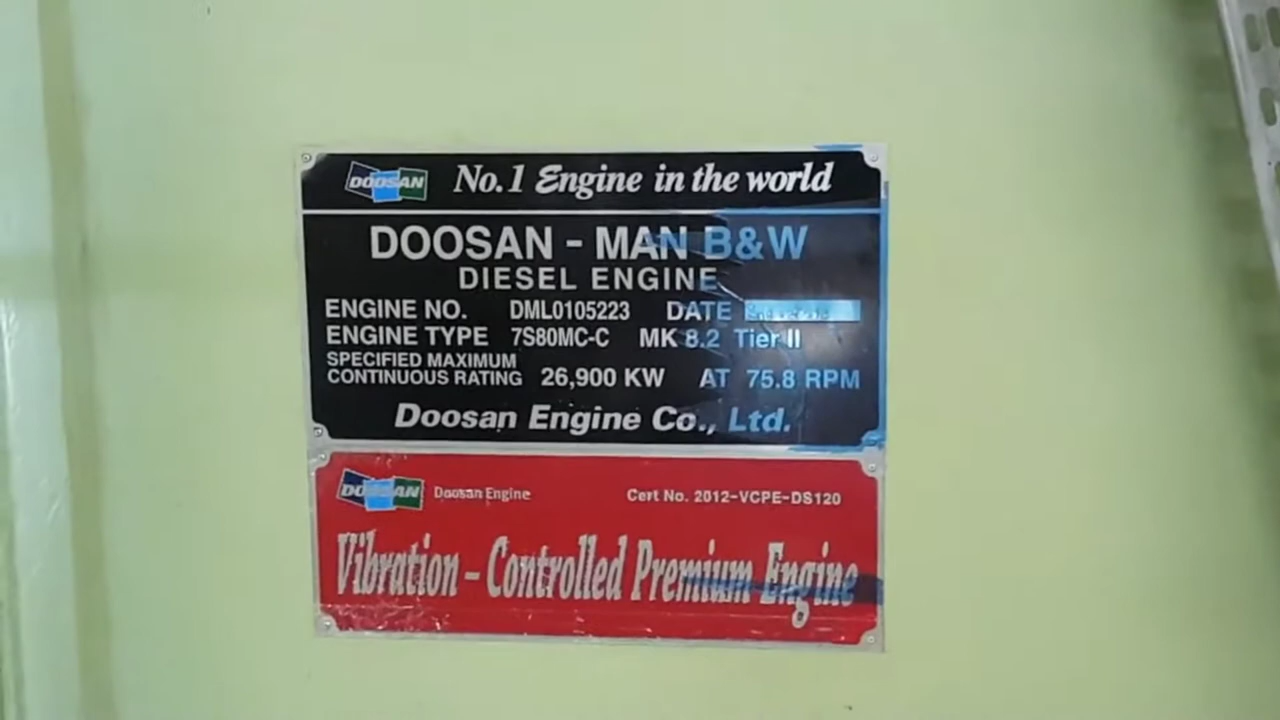 DOOSAN No.1 Engine in the world
DOOSAN - MAN B&W
DIESEL ENGINE
ENGINE NO. DML0105223 DATE
ENGINE TYPE 7S80MC-C MK 8.2 Tier II
SPECIFIED MAXIMUM
CONTINUOUS RATING 26,900 KW AT 75.8 RPM
Doosan Engine Co., Ltd.
DOOSAN Doosan Engine Cert No. 2012-VCPE-DS120
Vibration - Controlled Premium Engine